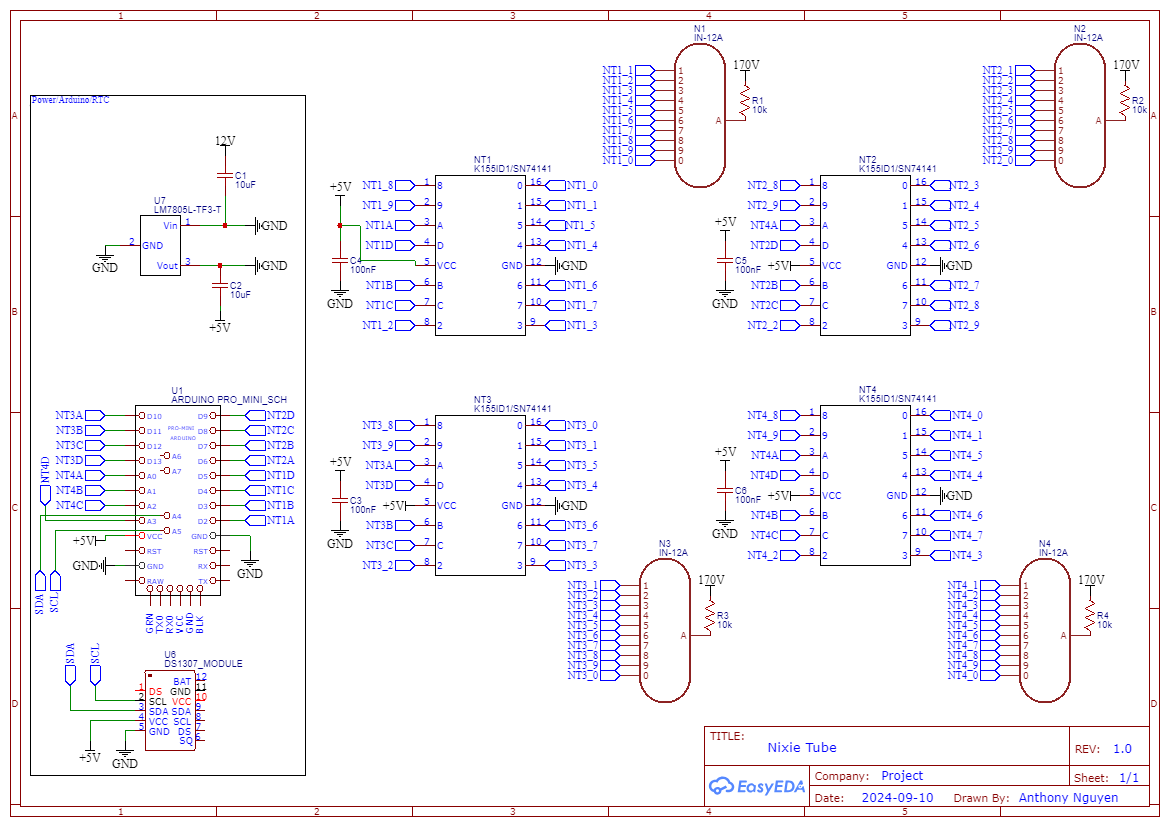 1 2 3 4 5
A
B
C
D
A
B
C
D
1 2 3 4 5
Power/Arduino/RTC
12V
C1
10uF
U7
LM7805L-TF3-T
Vin 1
2 GND
Vout 3
GND
GND
GND
C2
10uF
+5V
U1
ARDUINO PRO_MINI_SCH
PRO-MINI
ARDUINO
NT3A D10 D9 NT2D
NT3B D11 D8 NT2C
NT3C D12 D7 NT2B
A6
NT3D D13 D6 NT2A
A7
NT4A A0 D5 NT1D
NT4B A1 D4 NT1C
NT4C A2 D3 NT1B
A4
NT4D A3 D2 NT1A
A5
+5V VCC GND GND
RST RST
GND GND RX
RAW TX
GRN TX0 RX0 VCC GND BLK
SDA SCL
SDA SCL
U6
DS1307_MODULE
BAT 12
1 DS GND 11
2 SCL VCC 10
3 SDA SDA 9
4 VCC SCL 8
5 GND DS 7
SQ 6
+5V GND
NT1
K155ID1/SN74141
NT1_8 1 8 0 16 NT1_0
NT1_9 2 9 1 15 NT1_1
NT1A 3 A 5 14 NT1_5
NT1D 4 D 4 13 NT1_4
5 VCC GND 12 GND
NT1B 6 B 6 11 NT1_6
NT1C 7 C 7 10 NT1_7
NT1_2 8 2 3 9 NT1_3
+5V
C4
100nF
GND
NT2
K155ID1/SN74141
NT2_8 1 8 0 16 NT2_3
NT2_9 2 9 1 15 NT2_4
NT4A 3 A 5 14 NT2_5
NT2D 4 D 4 13 NT2_6
+5V 5 VCC GND 12 GND
NT2B 6 B 6 11 NT2_7
NT2C 7 C 7 10 NT2_8
NT2_2 8 2 3 9 NT2_9
+5V
C5
100nF
GND
NT3
K155ID1/SN74141
NT3_8 1 8 0 16 NT3_0
NT3_9 2 9 1 15 NT3_1
NT3A 3 A 5 14 NT3_5
NT3D 4 D 4 13 NT3_4
+5V 5 VCC GND 12 GND
NT3B 6 B 6 11 NT3_6
NT3C 7 C 7 10 NT3_7
NT3_2 8 2 3 9 NT3_3
+5V
C3
100nF
GND
NT4
K155ID1/SN74141
NT4_8 1 8 0 16 NT4_0
NT4_9 2 9 1 15 NT4_1
NT4A 3 A 5 14 NT4_5
NT4D 4 D 4 13 NT4_4
+5V 5 VCC GND 12 GND
NT4B 6 B 6 11 NT4_6
NT4C 7 C 7 10 NT4_7
NT4_2 8 2 3 9 NT4_3
+5V
C6
100nF
GND
N1
IN-12A
NT1_1 1
NT1_2 2
NT1_3 3
NT1_4 4
NT1_5 5
NT1_6 6 A
NT1_7 7
NT1_8 8
NT1_9 9
NT1_0 0
170V
R1
10k
N2
IN-12A
NT2_1 1
NT2_2 2
NT2_3 3
NT2_4 4
NT2_5 5
NT2_6 6 A
NT2_7 7
NT2_8 8
NT2_9 9
NT2_0 0
170V
R2
10k
N3
IN-12A
NT3_1 1
NT3_2 2
NT3_3 3
NT3_4 4
NT3_5 5
NT3_6 6 A
NT3_7 7
NT3_8 8
NT3_9 9
NT3_0 0
170V
R3
10k
N4
IN-12A
NT4_1 1
NT4_2 2
NT4_3 3
NT4_4 4
NT4_5 5
NT4_6 6 A
NT4_7 7
NT4_8 8
NT4_9 9
NT4_0 0
170V
R4
10k
TITLE:
Nixie Tube
REV: 1.0
EasyEDA
Company: Project
Sheet: 1/1
Date: 2024-09-10 Drawn By: Anthony Nguyen